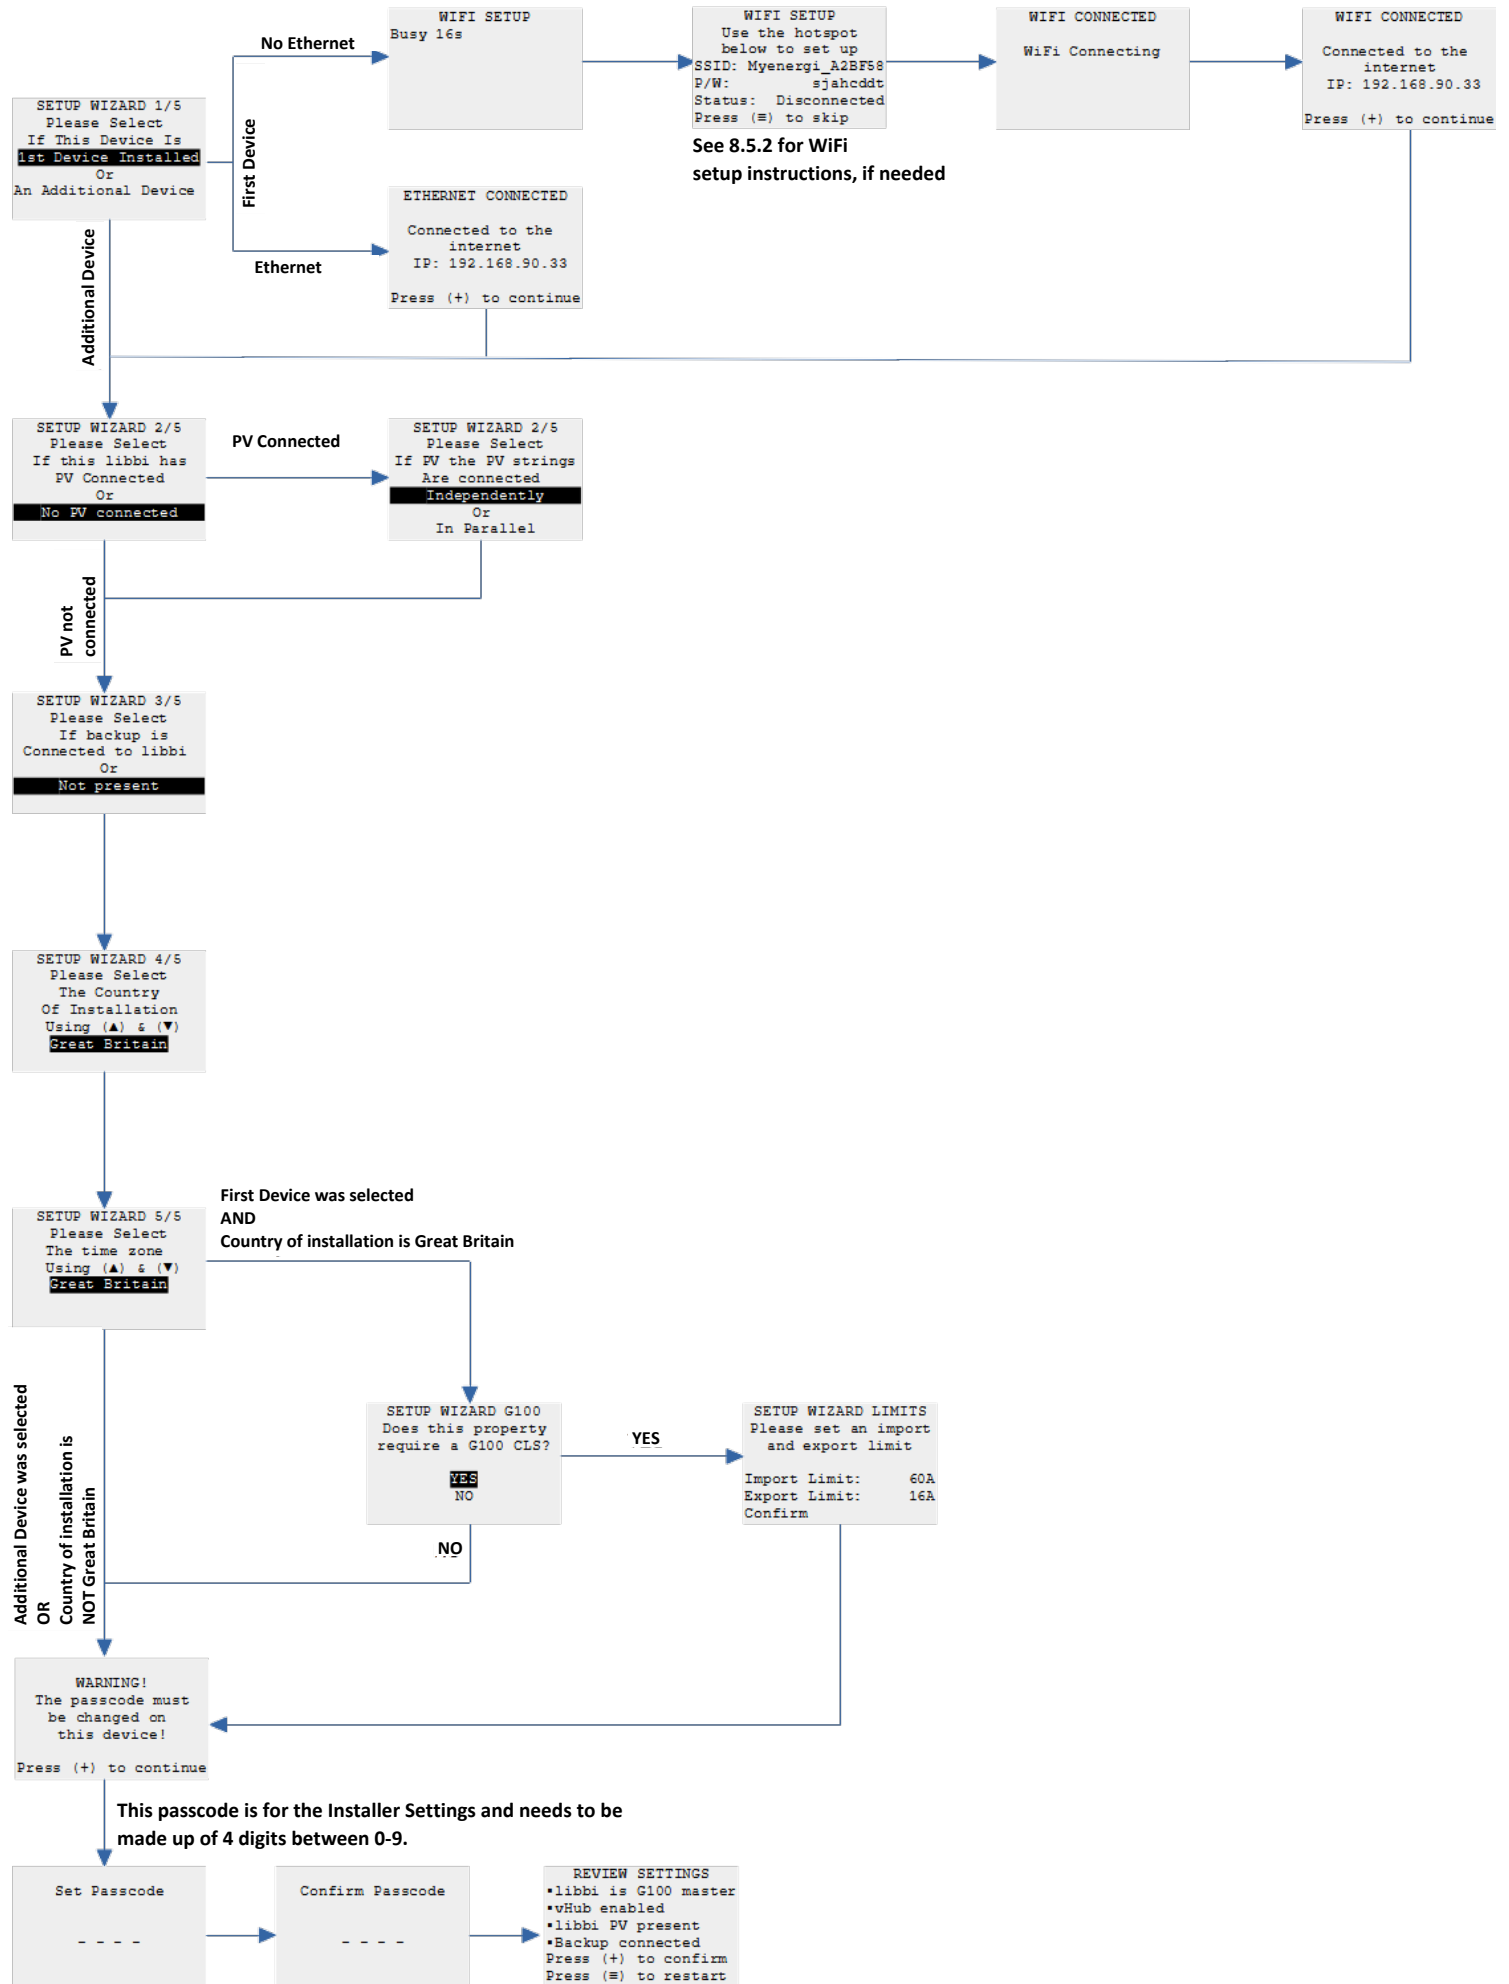 SETUP WIZARD 1/5
Please Select
If This Device Is
1st Device Installed
Or
An Additional Device
First Device
No Ethernet
WIFI SETUP
Busy 16s
WIFI SETUP
Use the hotspot
below to set up
SSID: Myenergi_A2BF58
P/W: sjahcddt
Status: Disconnected
Press (≡) to skip
See 8.5.2 for WiFi
setup instructions, if needed
WIFI CONNECTED
WiFi Connecting
WIFI CONNECTED
Connected to the
internet
IP: 192.168.90.33
Press (+) to continue
Ethernet
ETHERNET CONNECTED
Connected to the
internet
IP: 192.168.90.33
Press (+) to continue
Additional Device
SETUP WIZARD 2/5
Please Select
If this libbi has
PV Connected
Or
No PV connected
PV Connected
SETUP WIZARD 2/5
Please Select
If PV the PV strings
Are connected
Independently
Or
In Parallel
PV not
connected
SETUP WIZARD 3/5
Please Select
If backup is
Connected to libbi
Or
Not present
SETUP WIZARD 4/5
Please Select
The Country
Of Installation
Using (▲) & (▼)
Great Britain
SETUP WIZARD 5/5
Please Select
The time zone
Using (▲) & (▼)
Great Britain
First Device was selected
AND
Country of installation is Great Britain
SETUP WIZARD G100
Does this property
require a G100 CLS?
YES
NO
YES
SETUP WIZARD LIMITS
Please set an import
and export limit
Import Limit: 60A
Export Limit: 16A
Confirm
NO
Additional Device was selected
OR
Country of installation is
NOT Great Britain
WARNING!
The passcode must
be changed on
this device!
Press (+) to continue
This passcode is for the Installer Settings and needs to be
made up of 4 digits between 0-9.
Set Passcode
- - - -
Confirm Passcode
- - - -
REVIEW SETTINGS
▪libbi is G100 master
▪vHub enabled
▪libbi PV present
▪Backup connected
Press (+) to confirm
Press (≡) to restart